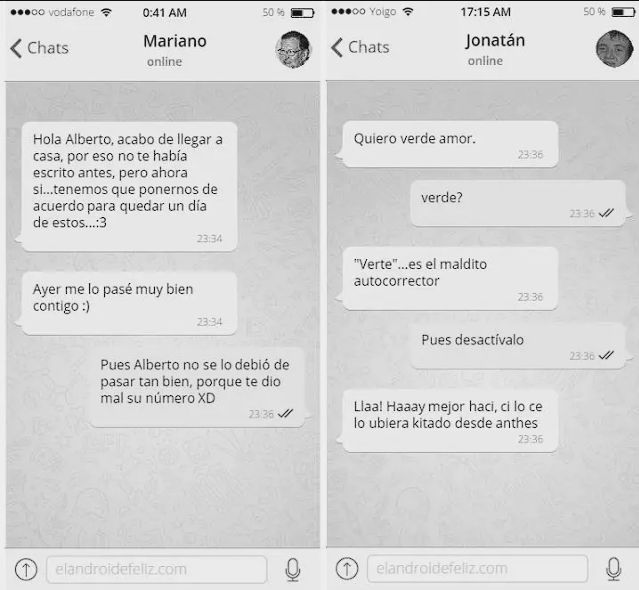 vodafone 0:41 AM 50 %
Chats
Mariano
online
Hola Alberto, acabo de llegar a
casa, por eso no te había
escrito antes, pero ahora
si...tenemos que ponernos de
acuerdo para quedar un día
de estos...:3
23:34
Ayer me lo pasé muy bien
contigo :)
23:34
Pues Alberto no se lo debió de
pasar tan bien, porque te dio
mal su número XD
23:36
elandroidefeliz.com
Yoigo 17:15 AM 50 %
Chats
Jonatán
online
Quiero verde amor.
23:36
verde?
23:36
"Verte"...es el maldito
autocorrector
23:36
Pues desactívalo
23:36
Llaa! Haaay mejor haci, ci lo ce
lo ubiera kitado desde anthes
23:36
elandroidefeliz.com